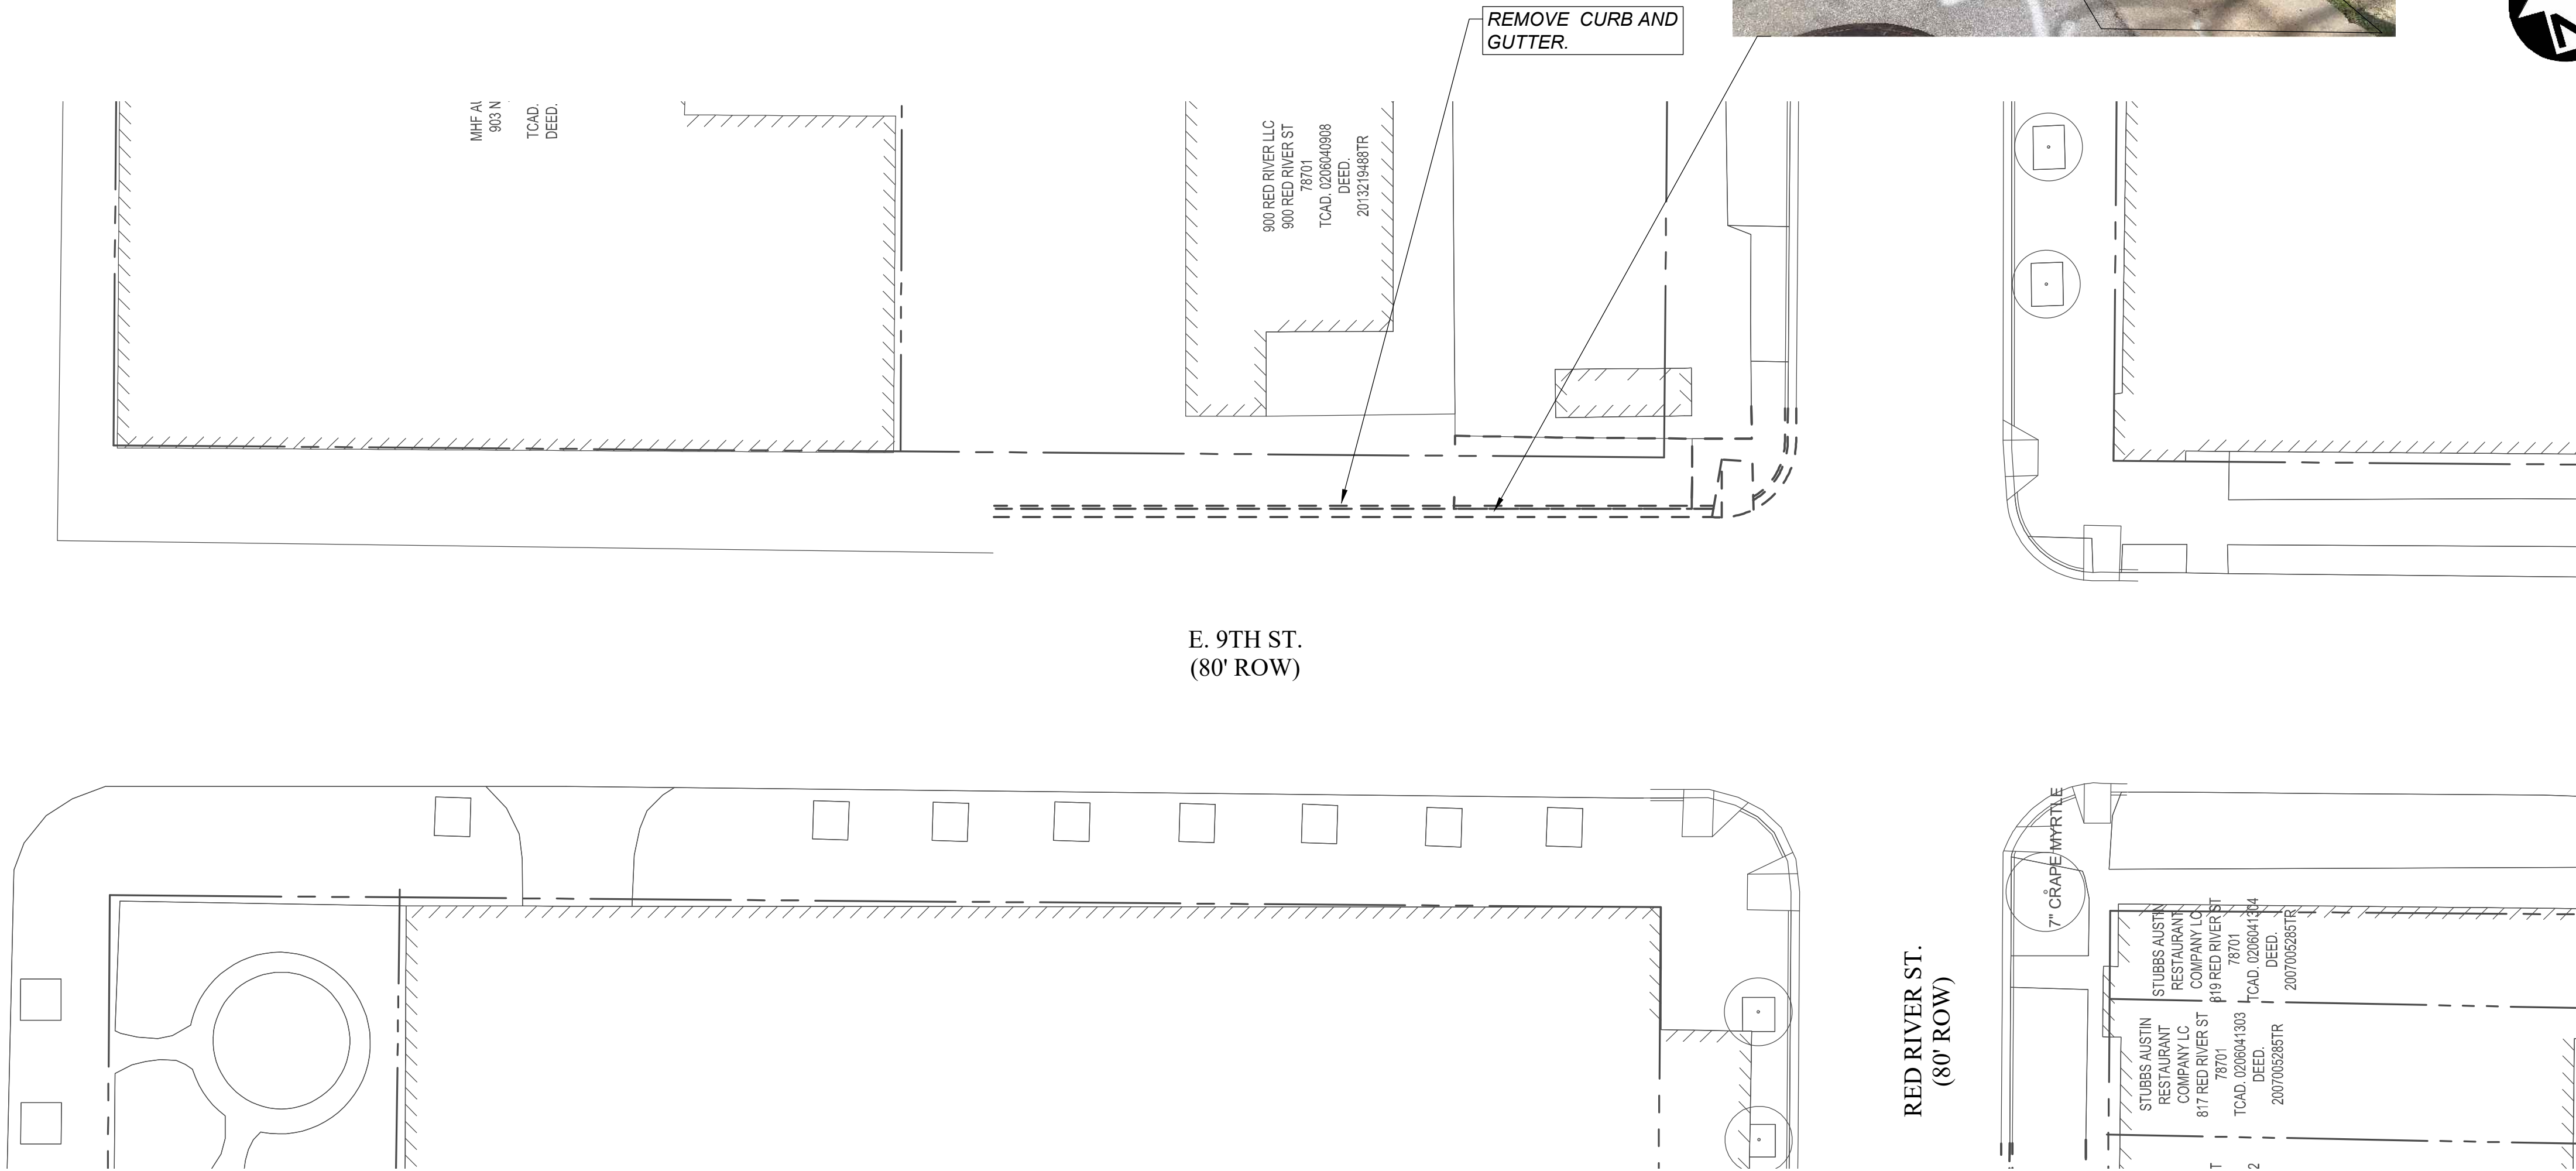 REMOVE CURB AND
GUTTER.
903 N
TCAD.
DEED.
900 RED RIVER LLC
900 RED RIVER ST
78701
TCAD. 0206040908
DEED.
2013219488TR
E. 9TH ST.
(80' ROW)
RED RIVER ST.
(80' ROW)
7" CRAPE MYRTLE
STUBBS AUSTIN
RESTAURANT
COMPANY LC
819 RED RIVER ST
78701
TCAD. 0206041304
DEED.
2007005285TR
STUBBS AUSTIN
RESTAURANT
COMPANY LC
817 RED RIVER ST
78701
TCAD. 0206041303
DEED.
2007005285TR